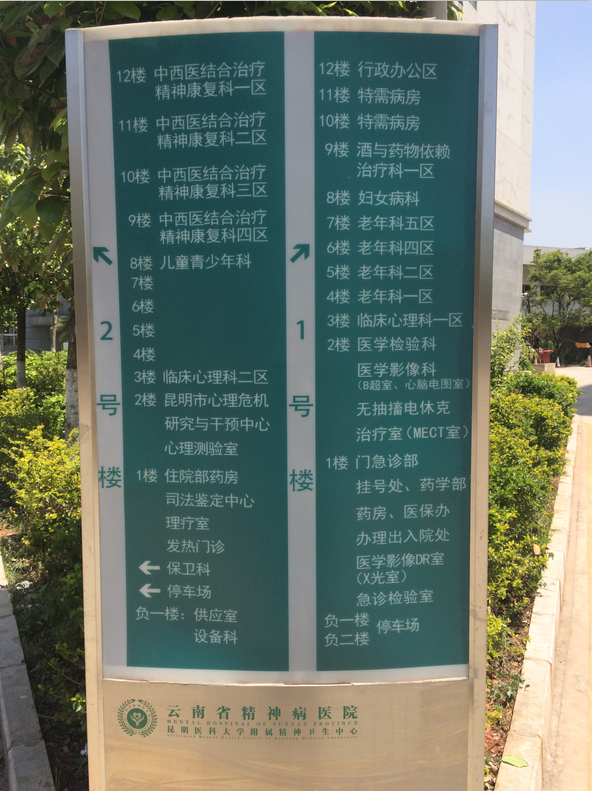 2号楼
12楼 中西医结合治疗
精神康复科一区
11楼 中西医结合治疗
精神康复科二区
10楼 中西医结合治疗
精神康复科三区
9楼 中西医结合治疗
精神康复科四区
8楼 儿童青少年科
7楼
6楼
5楼
4楼
3楼 临床心理科二区
2楼 昆明市心理危机
研究与干预中心
心理测验室
1楼 住院部药房
司法鉴定中心
理疗室
发热门诊
保卫科
停车场
负一楼：供应室
设备科
1号楼
12楼 行政办公区
11楼 特需病房
10楼 特需病房
9楼 酒与药物依赖
治疗科一区
8楼 妇女病科
7楼 老年科五区
6楼 老年科四区
5楼 老年科二区
4楼 老年科一区
3楼 临床心理科一区
2楼 医学检验科
医学影像科
(B超室、心脑电图室)
无抽搐电休克
治疗室(MECT室)
1楼 门急诊部
挂号处、药学部
药房、医保办
办理出入院处
医学影像DR室
(X光室)
急诊检验室
负一楼 停车场
负二楼
云南省精神病医院
MENTAL HOSPITAL OF YUNNAN PROVINCE
昆明医科大学附属精神卫生中心